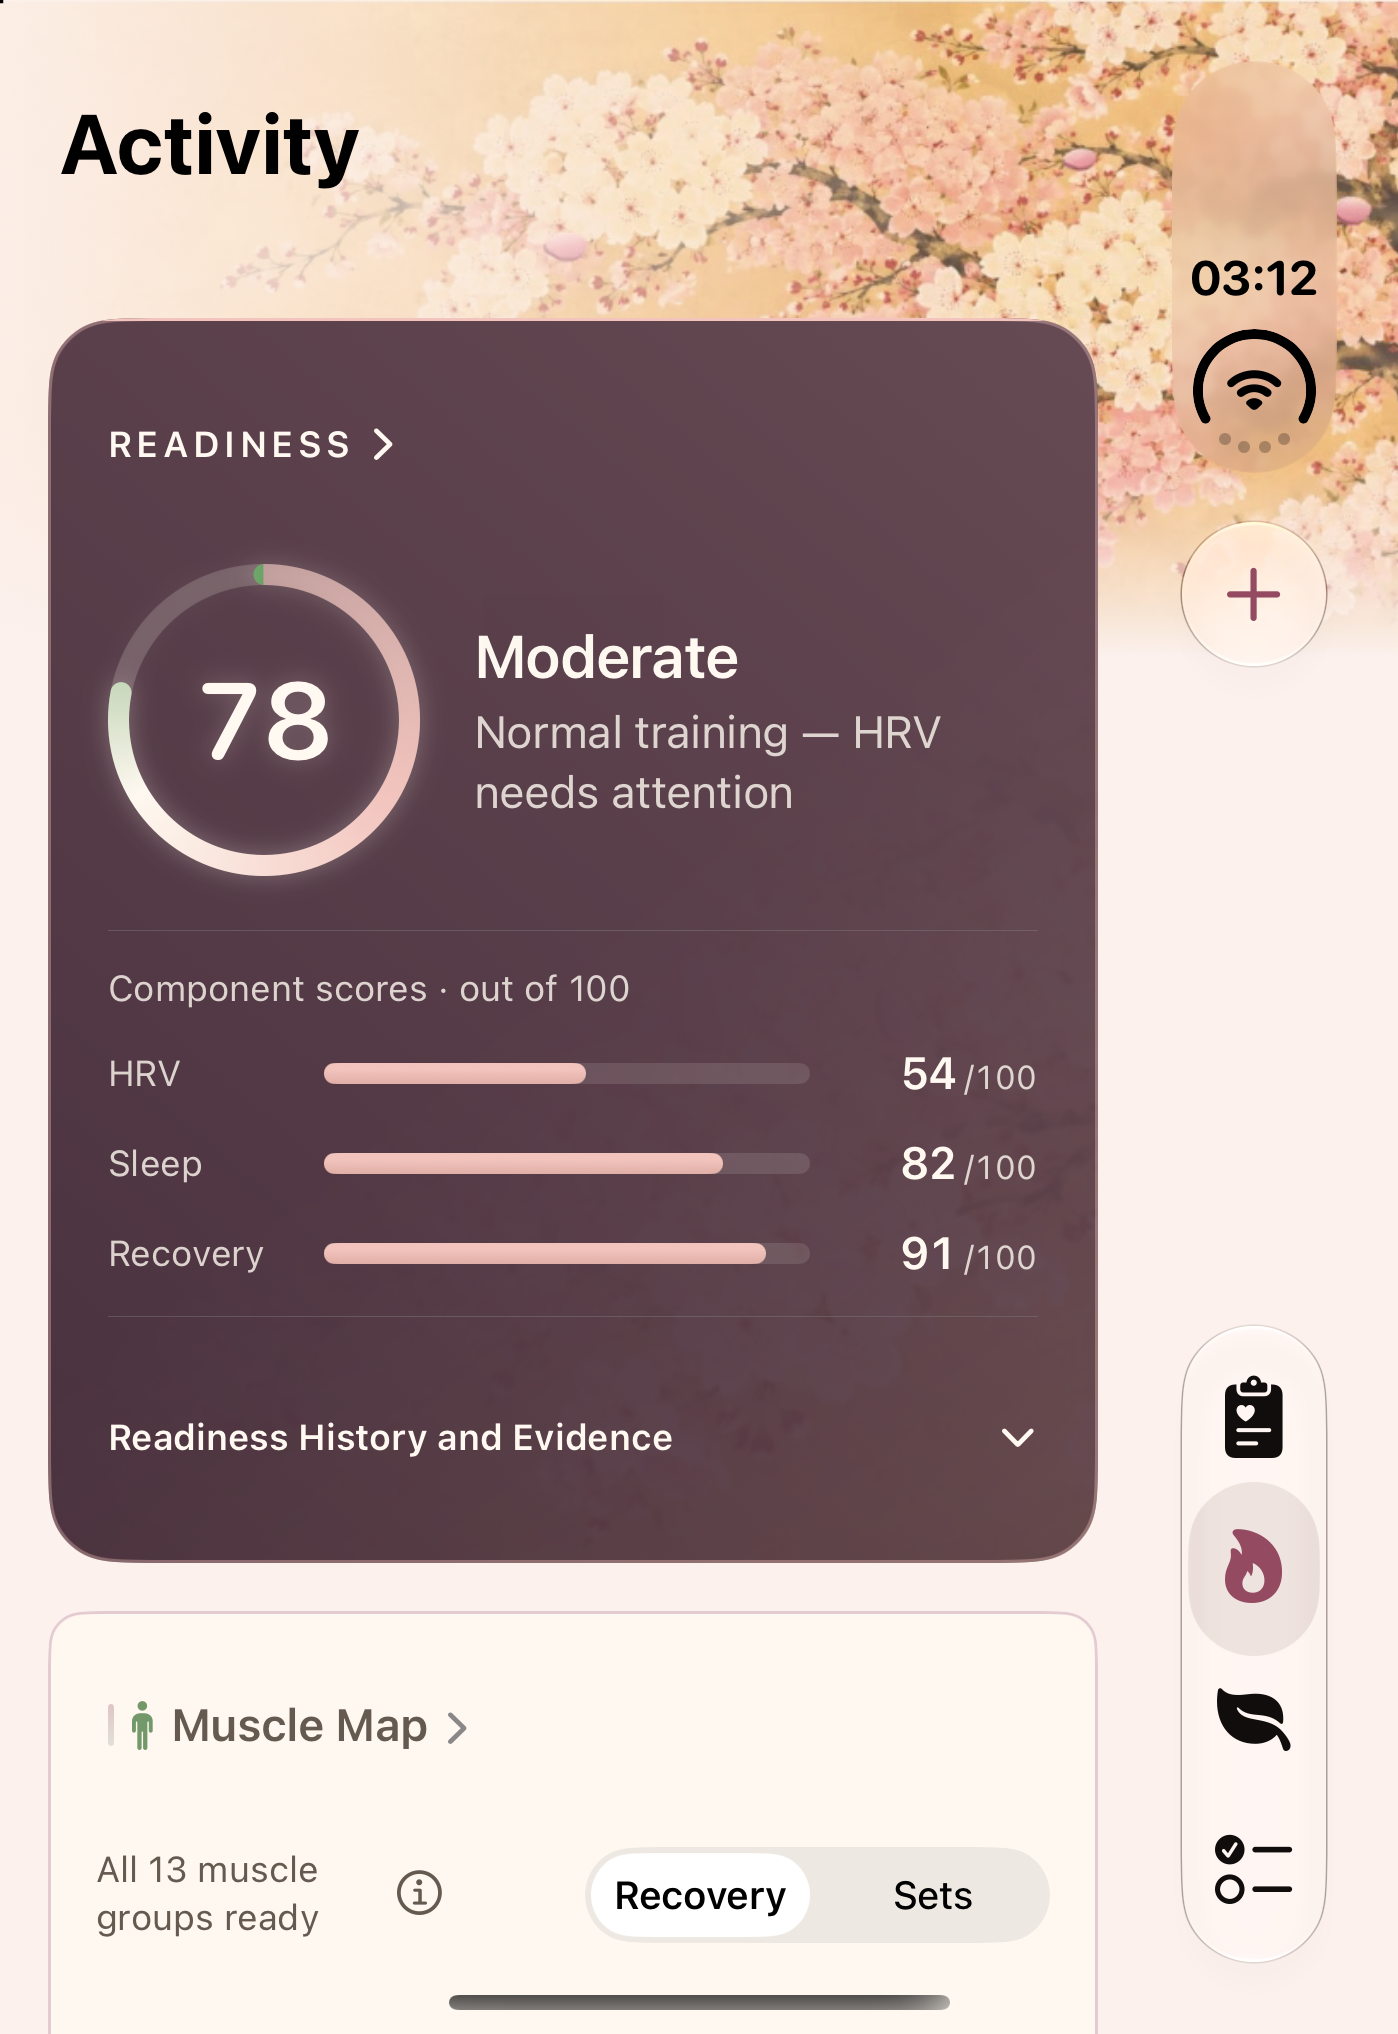 Activity
03:12
READINESS
78
Moderate
Normal training — HRV
needs attention
Component scores · out of 100
HRV 54 /100
Sleep 82 /100
Recovery 91 /100
Readiness History and Evidence
Muscle Map
All 13 muscle
groups ready
Recovery Sets